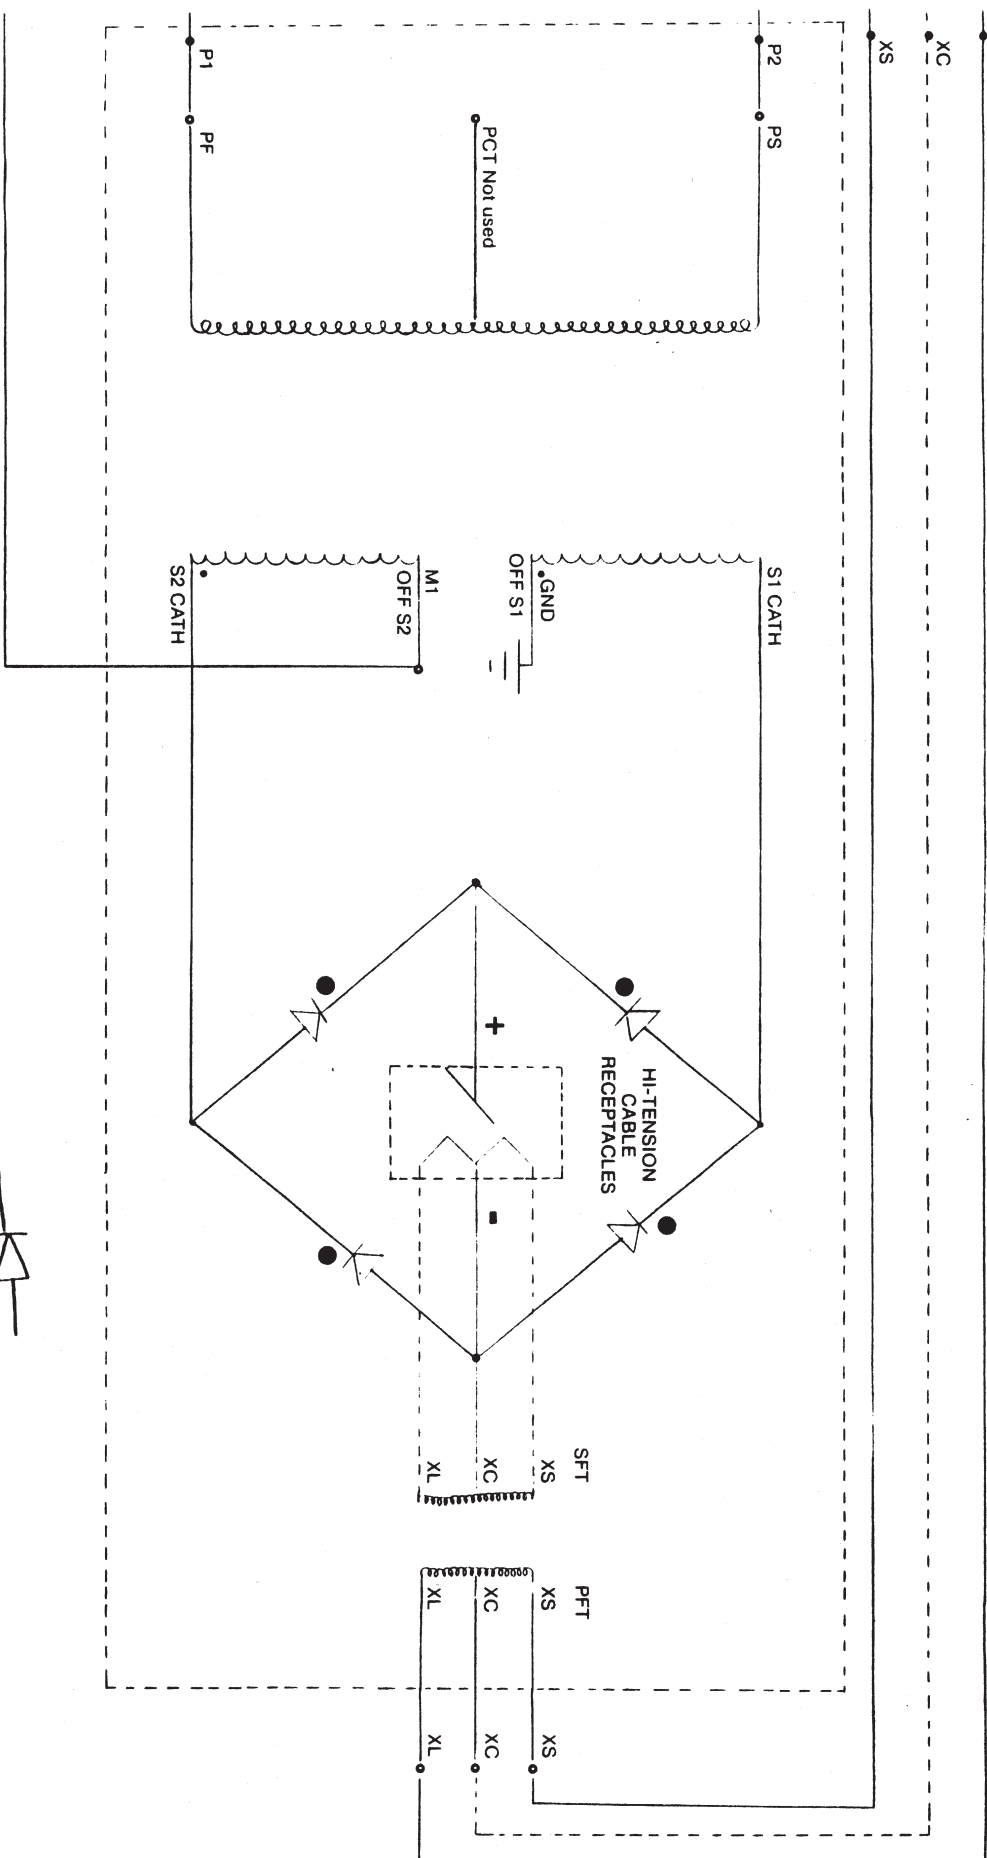 XC
XS
P2
PS
P1
PF
PCT Not used
S1 CATH
GND
OFF S1
M1
OFF S2
S2 CATH
+
HI-TENSION
CABLE
RECEPTACLES
-
SFT
XS
XC
XL
PFT
XS
XC
XL
XS
XC
XL